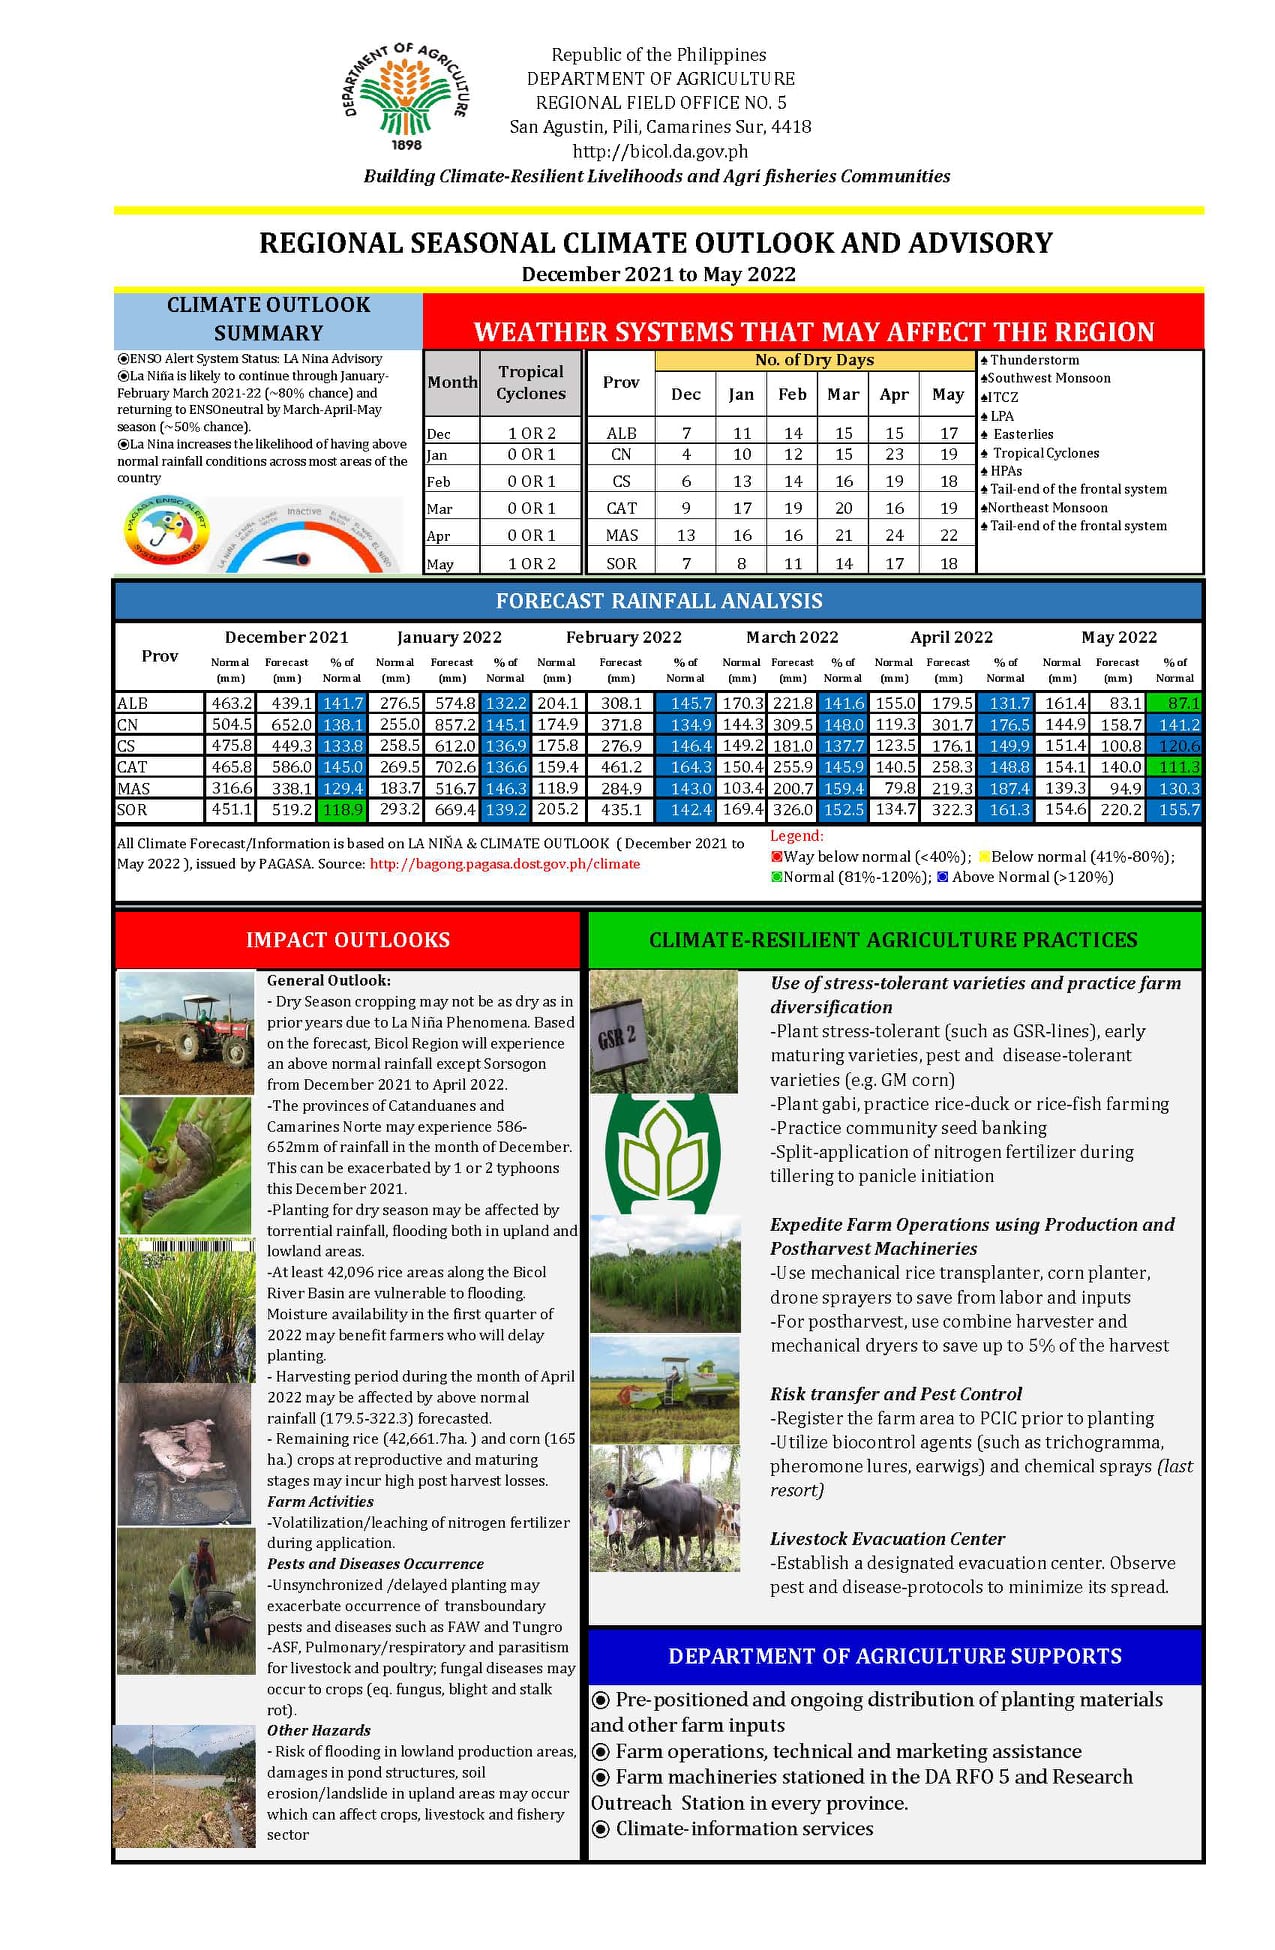 DEPARTMENT OF AGRICULTURE
1898
Republic of the Philippines
DEPARTMENT OF AGRICULTURE
REGIONAL FIELD OFFICE NO. 5
San Agustin, Pili, Camarines Sur, 4418
http://bicol.da.gov.ph
Building Climate-Resilient Livelihoods and Agri fisheries Communities
REGIONAL SEASONAL CLIMATE OUTLOOK AND ADVISORY
December 2021 to May 2022
CLIMATE OUTLOOK
SUMMARY
◉ENSO Alert System Status: LA Nina Advisory
◉La Niña is likely to continue through January-
February March 2021-22 (~80% chance) and
returning to ENSOneutral by March-April-May
season (~50% chance).
◉La Nina increases the likelihood of having above
normal rainfall conditions across most areas of the
country
PAGASA ENSO ALERT
SYSTEM STATUS
Inactive
LA NIÑA
EL NIÑO
WEATHER SYSTEMS THAT MAY AFFECT THE REGION
Month Tropical Cyclones
Dec 1 OR 2
Jan 0 OR 1
Feb 0 OR 1
Mar 0 OR 1
Apr 0 OR 1
May 1 OR 2
Prov No. of Dry Days
Dec Jan Feb Mar Apr May
ALB 7 11 14 15 15 17
CN 4 10 12 15 23 19
CS 6 13 14 16 19 18
CAT 9 17 19 20 16 19
MAS 13 16 16 21 24 22
SOR 7 8 11 14 17 18
♠Thunderstorm
♠Southwest Monsoon
♠ITCZ
♠ LPA
♠ Easterlies
♠ Tropical Cyclones
♠ HPAs
♠ Tail-end of the frontal system
♠Northeast Monsoon
♠ Tail-end of the frontal system
FORECAST RAINFALL ANALYSIS
Prov December 2021 January 2022 February 2022 March 2022 April 2022 May 2022
Normal Forecast % of Normal Forecast % of Normal Forecast % of Normal Forecast % of Normal Forecast % of Normal Forecast % of
(mm) (mm) Normal (mm) (mm) Normal (mm) (mm) Normal (mm) (mm) Normal (mm) (mm) Normal (mm) (mm) Normal
ALB 463.2 439.1 141.7 276.5 574.8 132.2 204.1 308.1 145.7 170.3 221.8 141.6 155.0 179.5 131.7 161.4 83.1 87.1
CN 504.5 652.0 138.1 255.0 857.2 145.1 174.9 371.8 134.9 144.3 309.5 148.0 119.3 301.7 176.5 144.9 158.7 141.2
CS 475.8 449.3 133.8 258.5 612.0 136.9 175.8 276.9 146.4 149.2 181.0 137.7 123.5 176.1 149.9 151.4 100.8 120.6
CAT 465.8 586.0 145.0 269.5 702.6 136.6 159.4 461.2 164.3 150.4 255.9 145.9 140.5 258.3 148.8 154.1 140.0 111.3
MAS 316.6 338.1 129.4 183.7 516.7 146.3 118.9 284.9 143.0 103.4 200.7 159.4 79.8 219.3 187.4 139.3 94.9 130.3
SOR 451.1 519.2 118.9 293.2 669.4 139.2 205.2 435.1 142.4 169.4 326.0 152.5 134.7 322.3 161.3 154.6 220.2 155.7
All Climate Forecast/Information is based on LA NIÑA & CLIMATE OUTLOOK ( December 2021 to
May 2022 ), issued by PAGASA. Source: http://bagong.pagasa.dost.gov.ph/climate
Legend:
◙Way below normal (<40%); ◙Below normal (41%-80%);
◙Normal (81%-120%); ◙ Above Normal (>120%)
IMPACT OUTLOOKS
General Outlook:
- Dry Season cropping may not be as dry as in
prior years due to La Niña Phenomena. Based
on the forecast, Bicol Region will experience
an above normal rainfall except Sorsogon
from December 2021 to April 2022.
-The provinces of Catanduanes and
Camarines Norte may experience 586-
652mm of rainfall in the month of December.
This can be exacerbated by 1 or 2 typhoons
this December 2021.
-Planting for dry season may be affected by
torrential rainfall, flooding both in upland and
lowland areas.
-At least 42,096 rice areas along the Bicol
River Basin are vulnerable to flooding.
Moisture availability in the first quarter of
2022 may benefit farmers who will delay
planting.
- Harvesting period during the month of April
2022 may be affected by above normal
rainfall (179.5-322.3) forecasted.
- Remaining rice (42,661.7ha. ) and corn (165
ha.) crops at reproductive and maturing
stages may incur high post harvest losses.
Farm Activities
-Volatilization/leaching of nitrogen fertilizer
during application.
Pests and Diseases Occurrence
-Unsynchronized /delayed planting may
exacerbate occurrence of transboundary
pests and diseases such as FAW and Tungro
-ASF, Pulmonary/respiratory and parasitism
for livestock and poultry; fungal diseases may
occur to crops (eq. fungus, blight and stalk
rot).
Other Hazards
- Risk of flooding in lowland production areas,
damages in pond structures, soil
erosion/landslide in upland areas may occur
which can affect crops, livestock and fishery
sector
CLIMATE-RESILIENT AGRICULTURE PRACTICES
GSR 2
Use of stress-tolerant varieties and practice farm
diversification
-Plant stress-tolerant (such as GSR-lines), early
maturing varieties, pest and disease-tolerant
varieties (e.g. GM corn)
-Plant gabi, practice rice-duck or rice-fish farming
-Practice community seed banking
-Split-application of nitrogen fertilizer during
tillering to panicle initiation
Expedite Farm Operations using Production and
Postharvest Machineries
-Use mechanical rice transplanter, corn planter,
drone sprayers to save from labor and inputs
-For postharvest, use combine harvester and
mechanical dryers to save up to 5% of the harvest
Risk transfer and Pest Control
-Register the farm area to PCIC prior to planting
-Utilize biocontrol agents (such as trichogramma,
pheromone lures, earwigs) and chemical sprays (last
resort)
Livestock Evacuation Center
-Establish a designated evacuation center. Observe
pest and disease-protocols to minimize its spread.
DEPARTMENT OF AGRICULTURE SUPPORTS
◉ Pre-positioned and ongoing distribution of planting materials
and other farm inputs
◉ Farm operations, technical and marketing assistance
◉ Farm machineries stationed in the DA RFO 5 and Research
Outreach Station in every province.
◉ Climate-information services